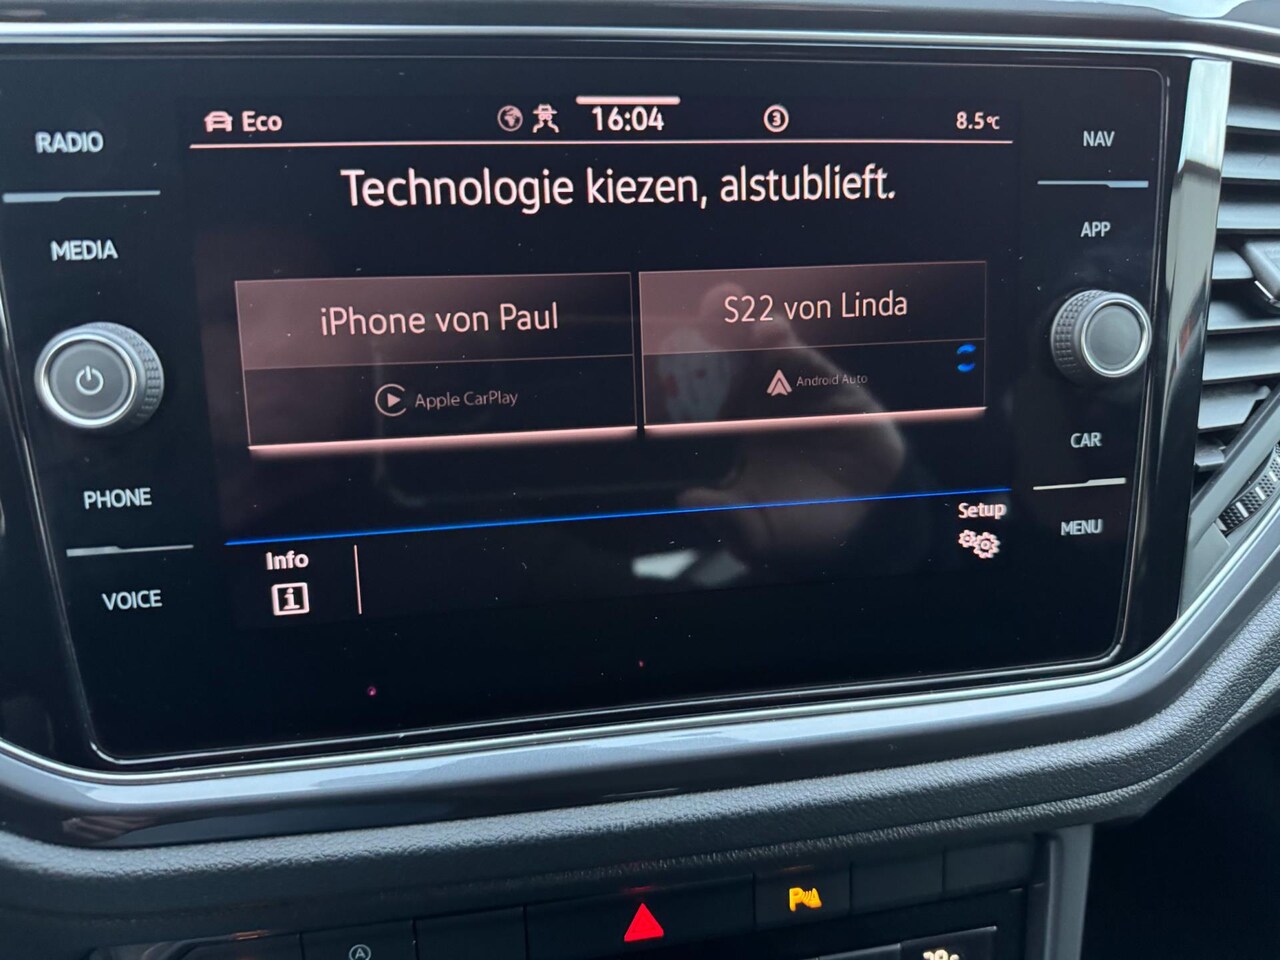 RADIO
MEDIA
PHONE
VOICE
Eco
16:04
3
8.5°C
Technologie kiezen, alstublieft.
iPhone von Paul
Apple CarPlay
S22 von Linda
Android Auto
Info
i
Setup
NAV
APP
CAR
MENU
A